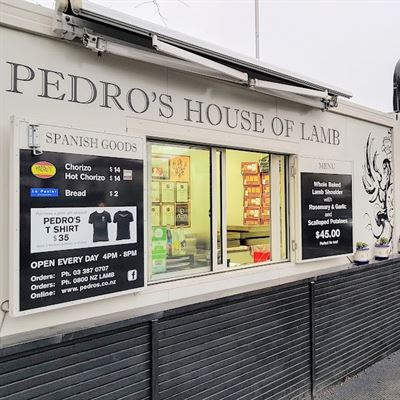 PEDRO'S HOUSE OF LAMB
SPANISH GOODS
Chorizo $14
Hot Chorizo $14
La Panier
Bread $2
PEDRO'S
T SHIRT
$35
OPEN EVERY DAY 4PM - 8PM
Orders: Ph. 03 387 0707
Orders: Ph. 0800 NZ LAMB
Online: www.pedros.co.nz
MENU
Whole Baked
Lamb Shoulder
with
Rosemary & Garlic
and
Scalloped Potatoes
$45.00